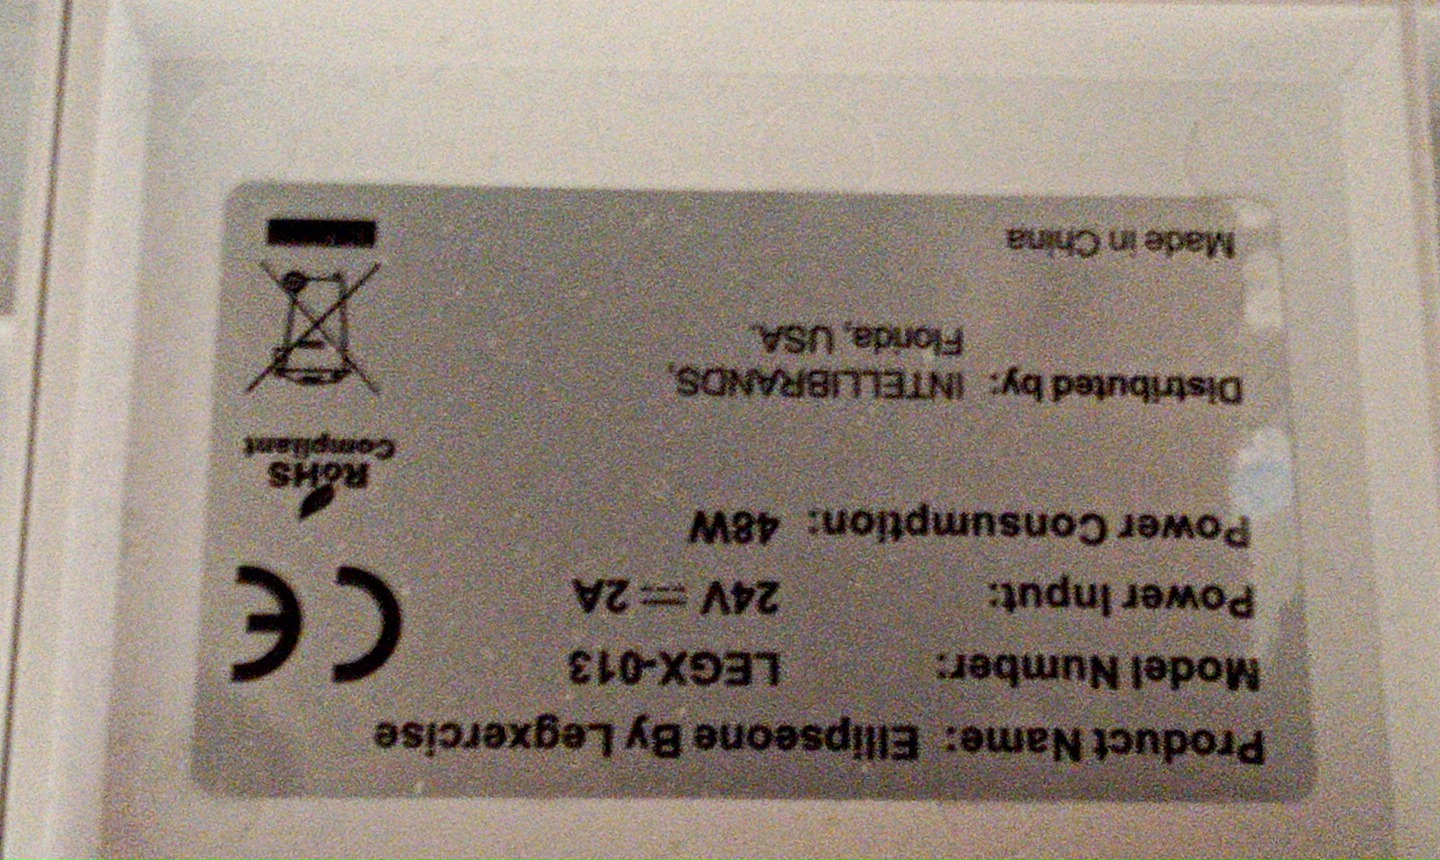 Product Name: Ellipseone By Legxercise
Model Number: LEGX-013
Power Input: 24V ⎓ 2A
Power Consumption: 48W
CE
RoHS
Compliant
Distributed by: INTELLIBRANDS,
Florida, USA.
Made in China